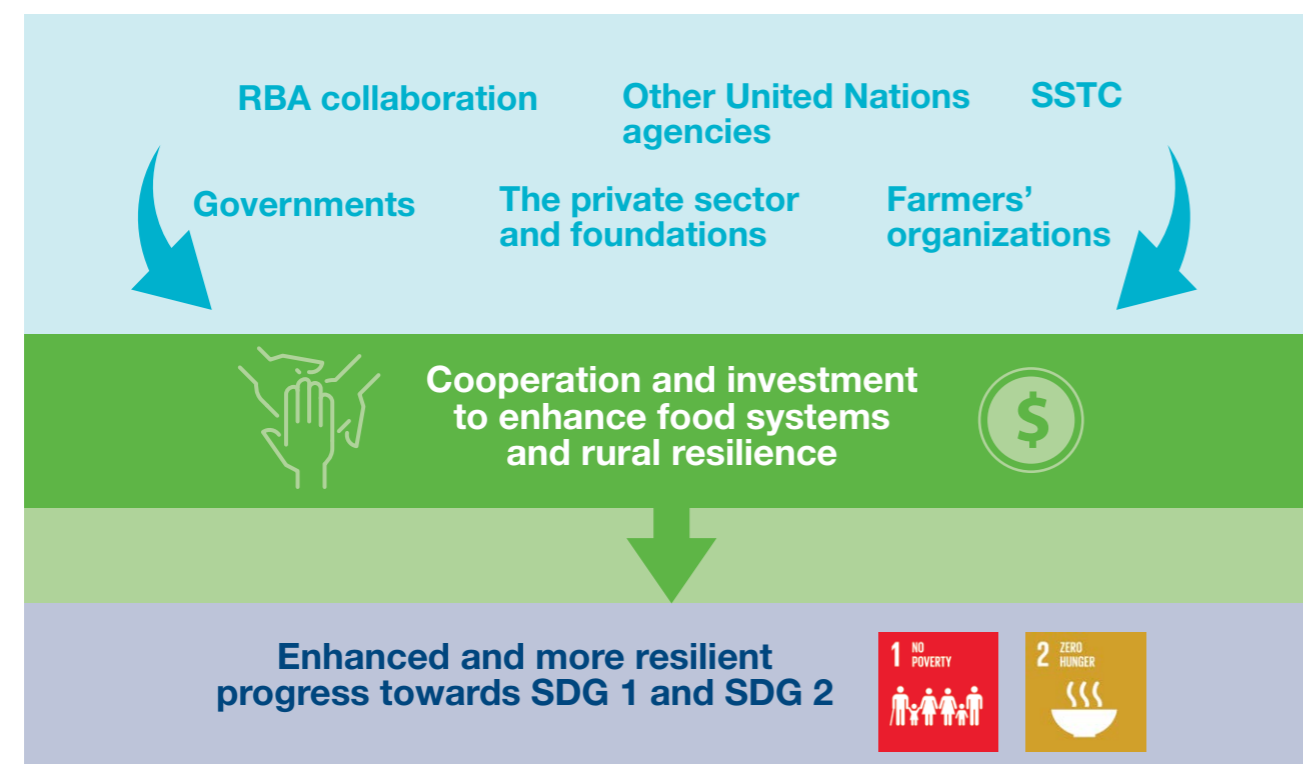 RBA collaboration
Other United Nations
agencies
SSTC
Governments
The private sector
and foundations
Farmers’
organizations
Cooperation and investment
to enhance food systems
and rural resilience
$
Enhanced and more resilient
progress towards SDG 1 and SDG 2
1 NO
POVERTY
2 ZERO
HUNGER